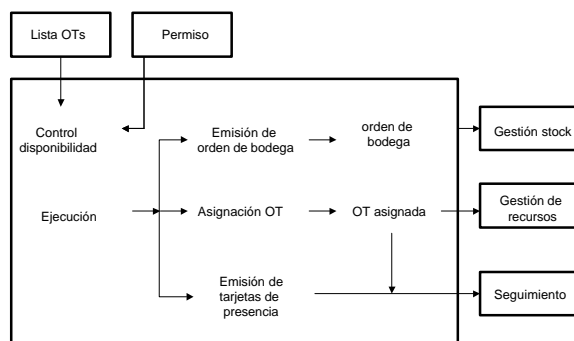 Lista OTs
Permiso
Control
disponibilidad
Emisión de
orden de bodega
orden de
bodega
Gestión stock
Ejecución
Asignación OT
OT asignada
Gestión de
recursos
Emisión de
tarjetas de
presencia
Seguimiento